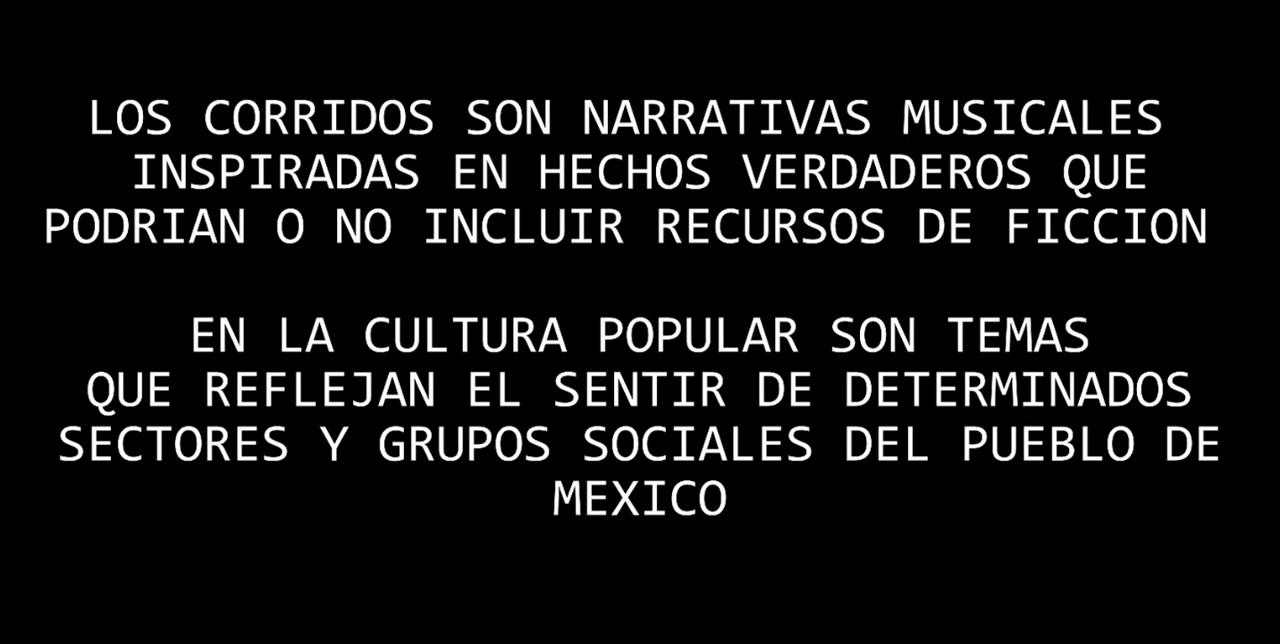 LOS CORRIDOS SON NARRATIVAS MUSICALES
INSPIRADAS EN HECHOS VERDADEROS QUE
PODRIAN O NO INCLUIR RECURSOS DE FICCION
EN LA CULTURA POPULAR SON TEMAS
QUE REFLEJAN EL SENTIR DE DETERMINADOS
SECTORES Y GRUPOS SOCIALES DEL PUEBLO DE
MEXICO